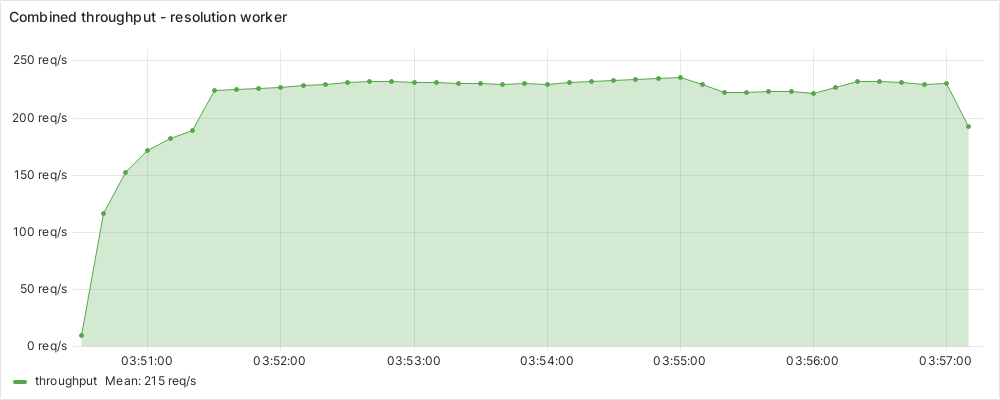 Combined throughput - resolution worker
250 req/s
200 req/s
150 req/s
100 req/s
50 req/s
0 req/s
03:51:00 03:52:00 03:53:00 03:54:00 03:55:00 03:56:00 03:57:00
throughput Mean: 215 req/s